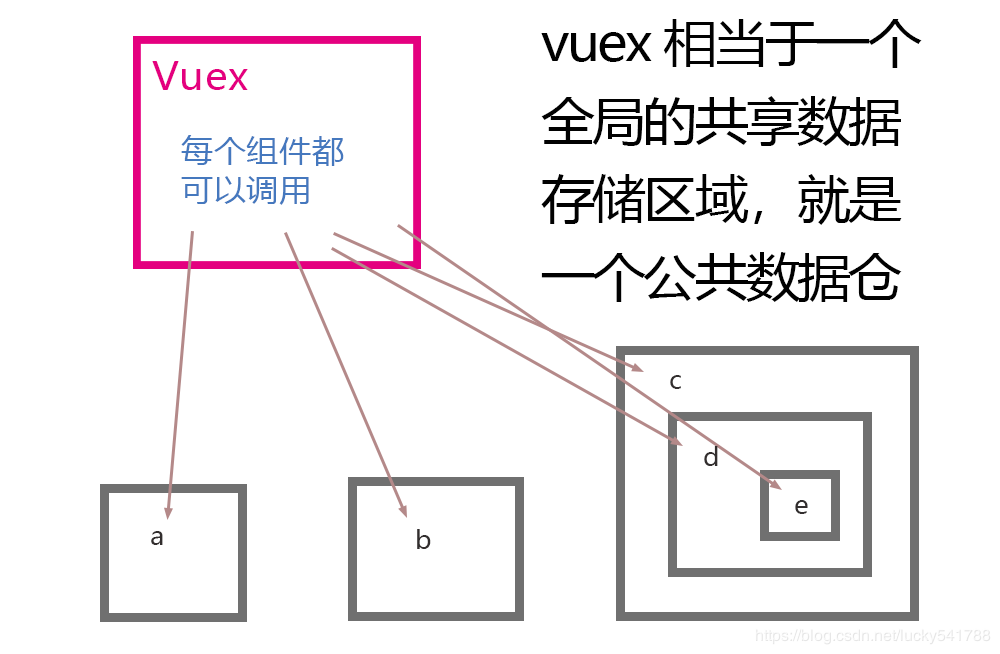 Vuex
每个组件都
可以调用
vuex 相当于一个
全局的共享数据
存储区域，就是
一个公共数据仓
c
d
e
a
b
https://blog.csdn.net/lucky541788